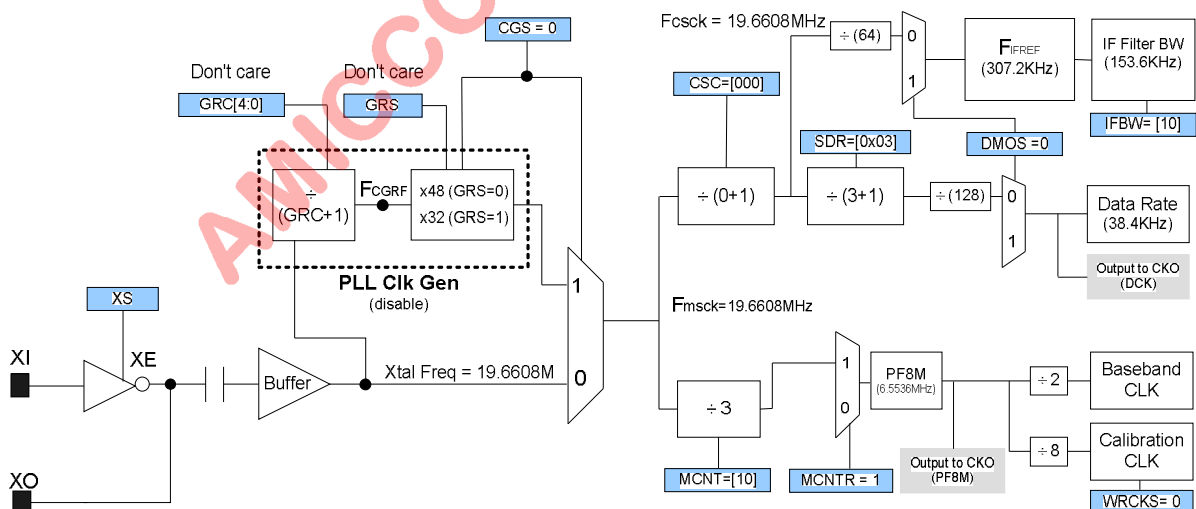 AMICCO
CGS = 0
Don't care
GRC[4:0]
Don't care
GRS
÷
(GRC+1)
FCGRF
x48 (GRS=0)
x32 (GRS=1)
PLL Clk Gen
(disable)
1
0
XS
XI
XE
Buffer
Xtal Freq = 19.6608M
XO
Fcsck = 19.6608MHz
÷ (64)
0
1
FIFREF
(307.2KHz)
IF Filter BW
(153.6KHz)
IFBW= [10]
CSC=[000]
SDR=[0x03]
DMOS =0
÷ (0+1)
÷ (3+1)
÷ (128)
0
1
Data Rate
(38.4KHz)
Output to CKO
(DCK)
Fmsck=19.6608MHz
÷ 3
MCNT=[10]
1
0
MCNTR = 1
PF8M
(6.5536MHz)
Output to CKO
(PF8M)
÷ 2
Baseband
CLK
÷ 8
Calibration
CLK
WRCKS= 0